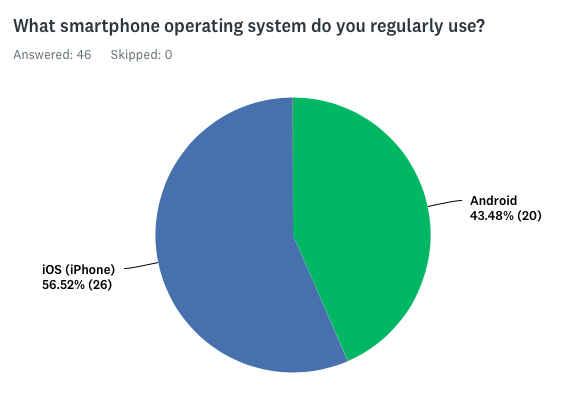 What smartphone operating system do you regularly use?
Answered: 46 Skipped: 0
Android
43.48% (20)
iOS (iPhone)
56.52% (26)